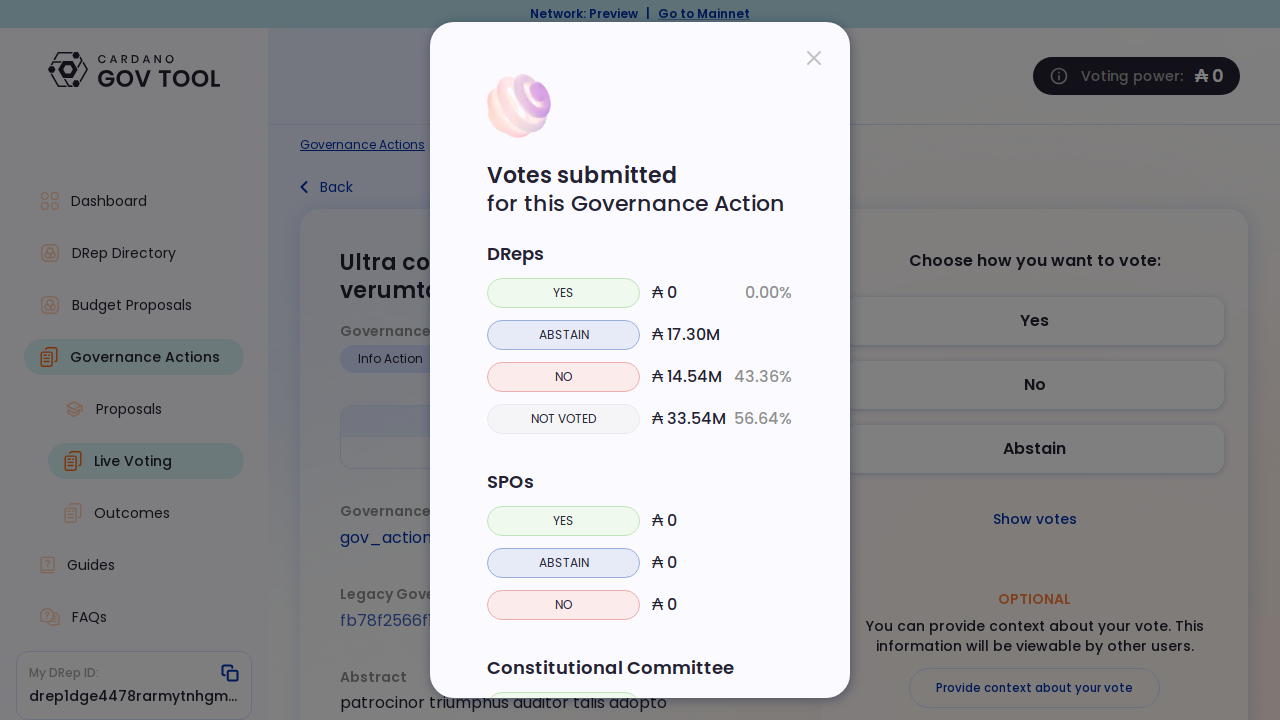 Network: Preview | Go to Mainnet
CARDANO
GOV TOOL
Voting power: ₳ 0
Dashboard
DRep Directory
Budget Proposals
Governance Actions
Proposals
Live Voting
Outcomes
Guides
FAQs
My DRep ID:
drep1dge4478rarmytnhgm...
Governance Actions
Back
Ultra co
Governance
Info Action
Governance
gov_action
Legacy Gove
fb78f2566f
Abstract
patrocinor triumphus auditor talis adopto
Votes submitted
for this Governance Action
DReps
YES ₳ 0 0.00%
ABSTAIN ₳ 17.30M
NO ₳ 14.54M 43.36%
NOT VOTED ₳ 33.54M 56.64%
SPOs
YES ₳ 0
ABSTAIN ₳ 0
NO ₳ 0
Constitutional Committee
Choose how you want to vote:
Yes
No
Abstain
Show votes
OPTIONAL
You can provide context about your vote. This
information will be viewable by other users.
Provide context about your vote